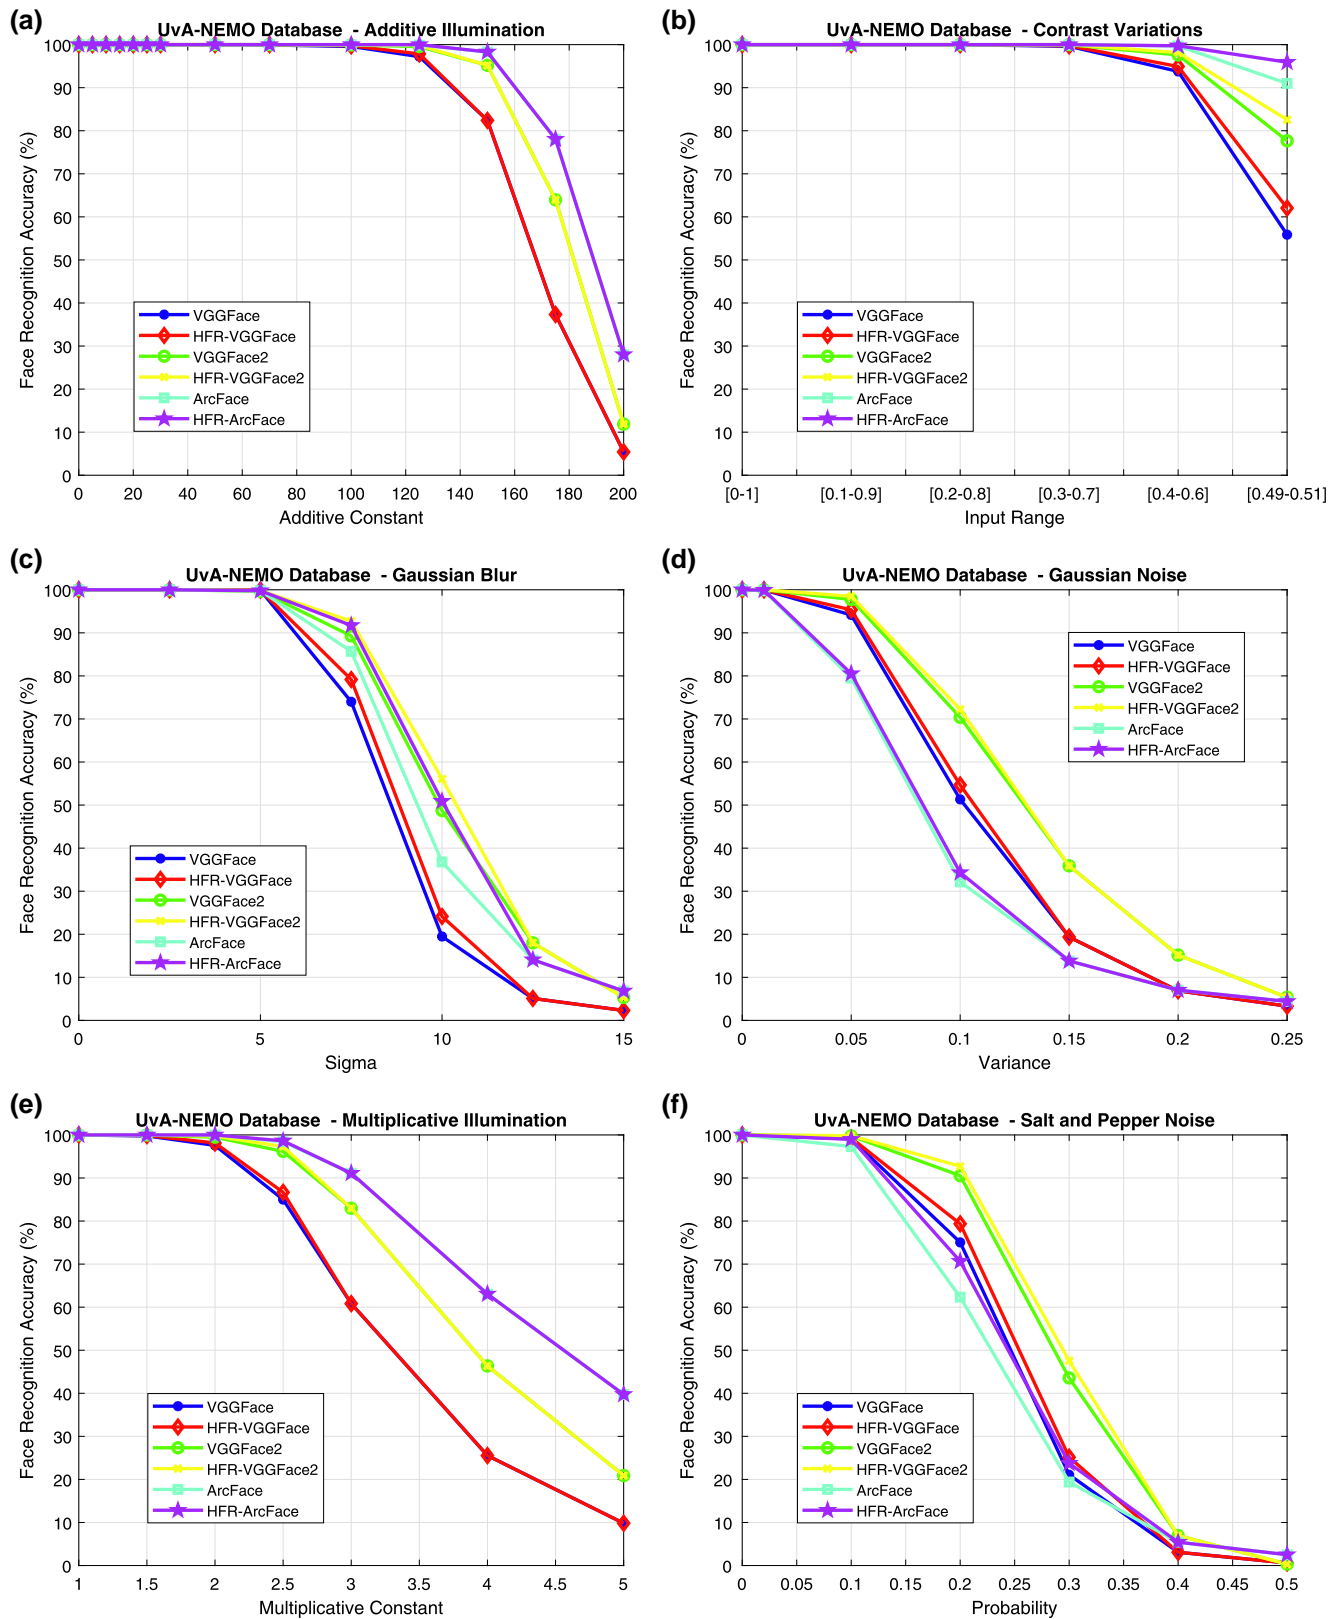 (a)
UvA-NEMO Database - Additive Illumination
Face Recognition Accuracy (%)
100
90
80
70
60
50
40
30
20
10
0
VGGFace
HFR-VGGFace
VGGFace2
HFR-VGGFace2
ArcFace
HFR-ArcFace
0 20 40 60 80 100 120 140 160 180 200
Additive Constant
(b)
UvA-NEMO Database - Contrast Variations
Face Recognition Accuracy (%)
100
90
80
70
60
50
40
30
20
10
0
VGGFace
HFR-VGGFace
VGGFace2
HFR-VGGFace2
ArcFace
HFR-ArcFace
[0-1] [0.1-0.9] [0.2-0.8] [0.3-0.7] [0.4-0.6] [0.49-0.51]
Input Range
(c)
UvA-NEMO Database - Gaussian Blur
Face Recognition Accuracy (%)
100
90
80
70
60
50
40
30
20
10
0
VGGFace
HFR-VGGFace
VGGFace2
HFR-VGGFace2
ArcFace
HFR-ArcFace
0 5 10 15
Sigma
(d)
UvA-NEMO Database - Gaussian Noise
Face Recognition Accuracy (%)
100
90
80
70
60
50
40
30
20
10
0
VGGFace
HFR-VGGFace
VGGFace2
HFR-VGGFace2
ArcFace
HFR-ArcFace
0 0.05 0.1 0.15 0.2 0.25
Variance
(e)
UvA-NEMO Database - Multiplicative Illumination
Face Recognition Accuracy (%)
100
90
80
70
60
50
40
30
20
10
0
VGGFace
HFR-VGGFace
VGGFace2
HFR-VGGFace2
ArcFace
HFR-ArcFace
1 1.5 2 2.5 3 3.5 4 4.5 5
Multiplicative Constant
(f)
UvA-NEMO Database - Salt and Pepper Noise
Face Recognition Accuracy (%)
100
90
80
70
60
50
40
30
20
10
0
VGGFace
HFR-VGGFace
VGGFace2
HFR-VGGFace2
ArcFace
HFR-ArcFace
0 0.05 0.1 0.15 0.2 0.25 0.3 0.35 0.4 0.45 0.5
Probability